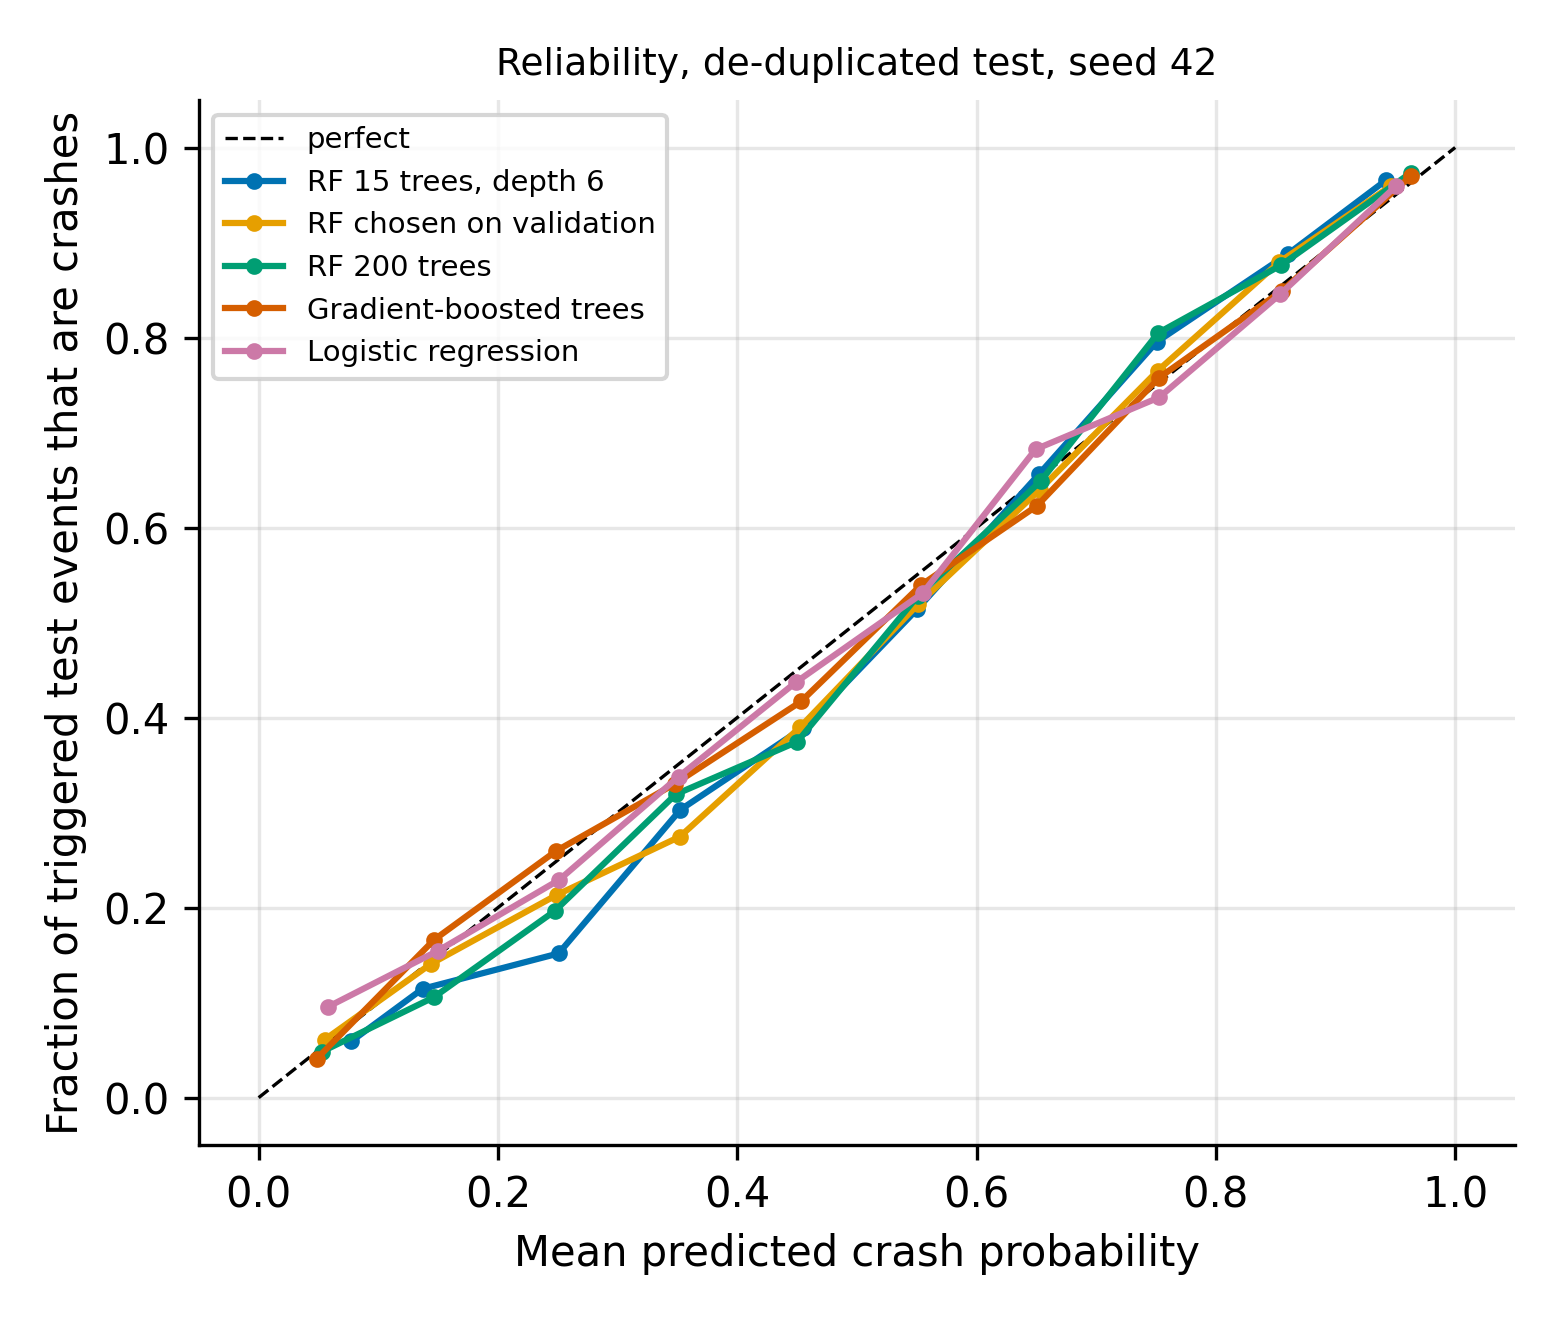 Reliability, de-duplicated test, seed 42
perfect
RF 15 trees, depth 6
RF chosen on validation
RF 200 trees
Gradient-boosted trees
Logistic regression
Fraction of triggered test events that are crashes
1.0
0.8
0.6
0.4
0.2
0.0
0.0 0.2 0.4 0.6 0.8 1.0
Mean predicted crash probability